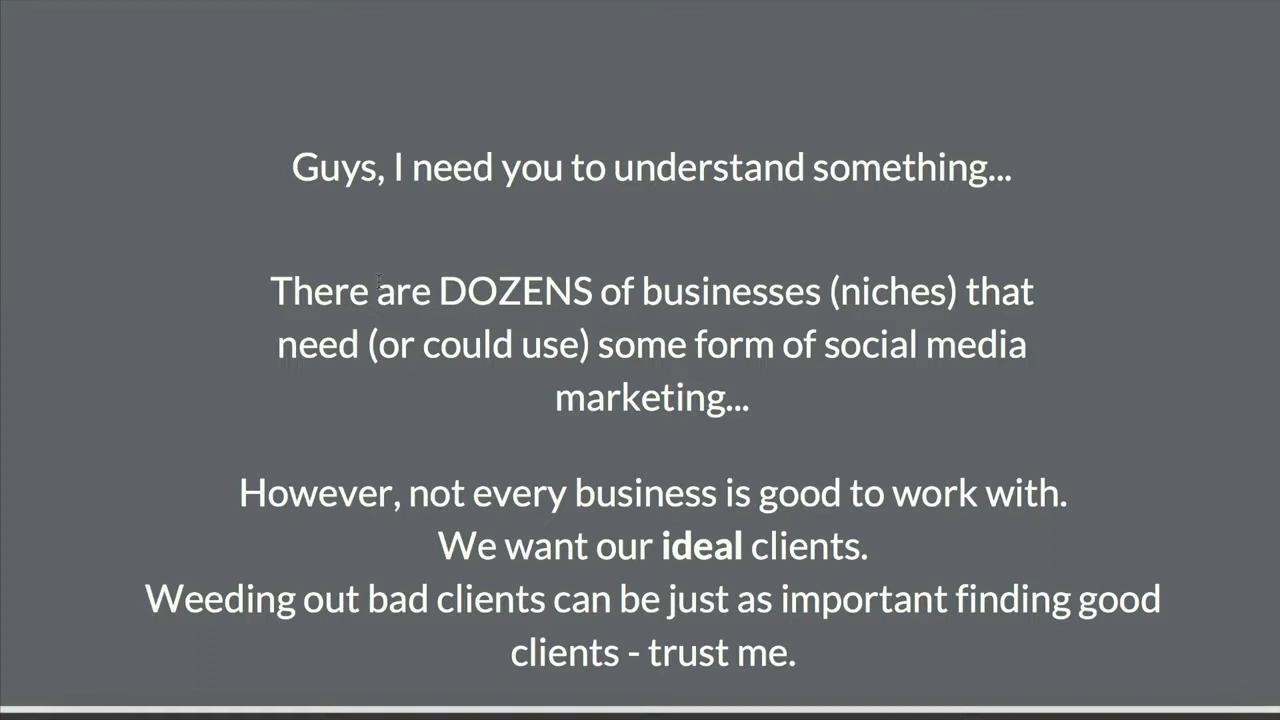 Guys, I need you to understand something...
There are DOZENS of businesses (niches) that
need (or could use) some form of social media
marketing...
However, not every business is good to work with.
We want our ideal clients.
Weeding out bad clients can be just as important finding good
clients - trust me.